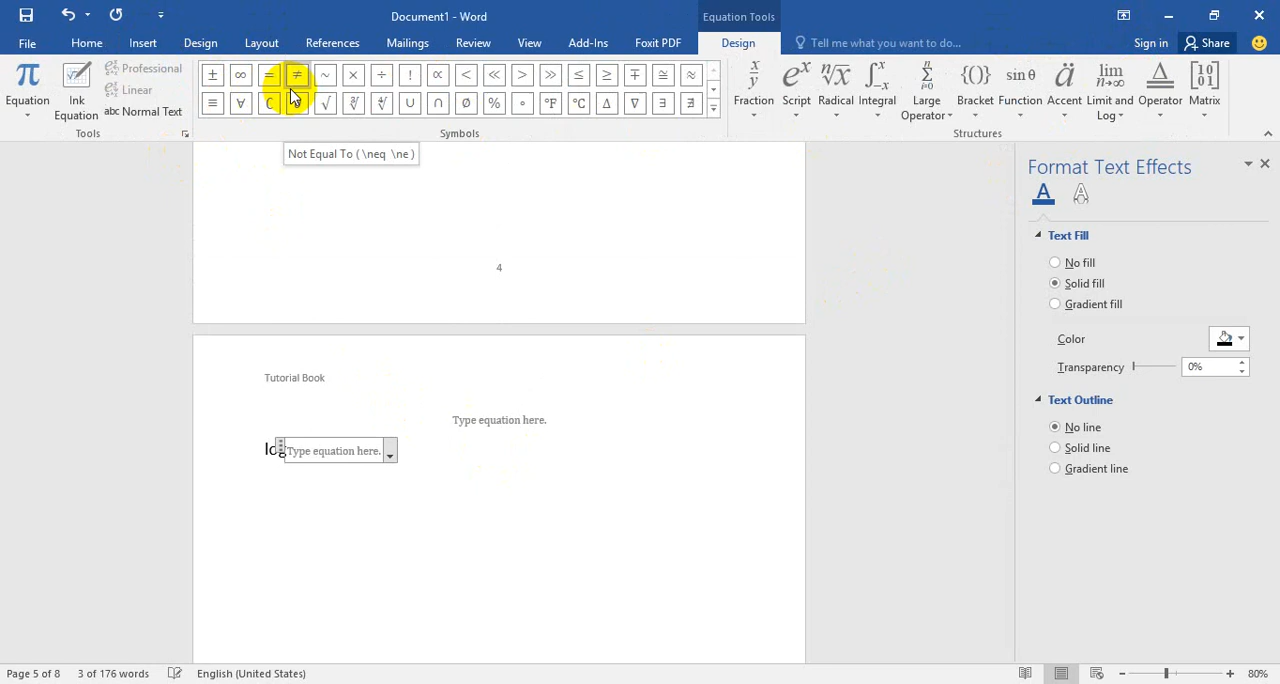 Document1 - Word
Equation Tools
File Home Insert Design Layout References Mailings Review View Add-Ins Foxit PDF Design Tell me what you want to do... Sign in Share
Equation
Ink Equation
Professional
Linear
abc Normal Text
Tools
± ∞ = ≠ ~ × ÷ ! ∝ < ≪ > ≫ ≤ ≥ ∓ ≅ ≈
≡ ∀ ∁ √ ∛ ∜ ∪ ∩ ∅ % ° °F °C ∆ ∇ ∃ ∄
Symbols
Fraction Script Radical Integral Large Operator Bracket Function Accent Limit and Log Operator Matrix
Structures
Not Equal To (\neq \ne)
4
Tutorial Book
Type equation here.
log Type equation here.
Format Text Effects
Text Fill
No fill
Solid fill
Gradient fill
Color
Transparency 0%
Text Outline
No line
Solid line
Gradient line
Page 5 of 8 3 of 176 words English (United States) 80%